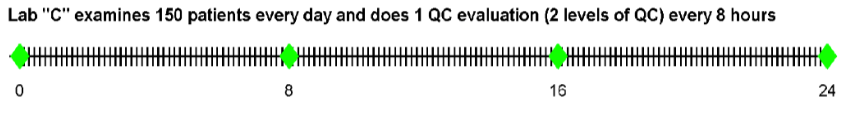 Lab "C" examines 150 patients every day and does 1 QC evaluation (2 levels of QC) every 8 hours
0 8 16 24